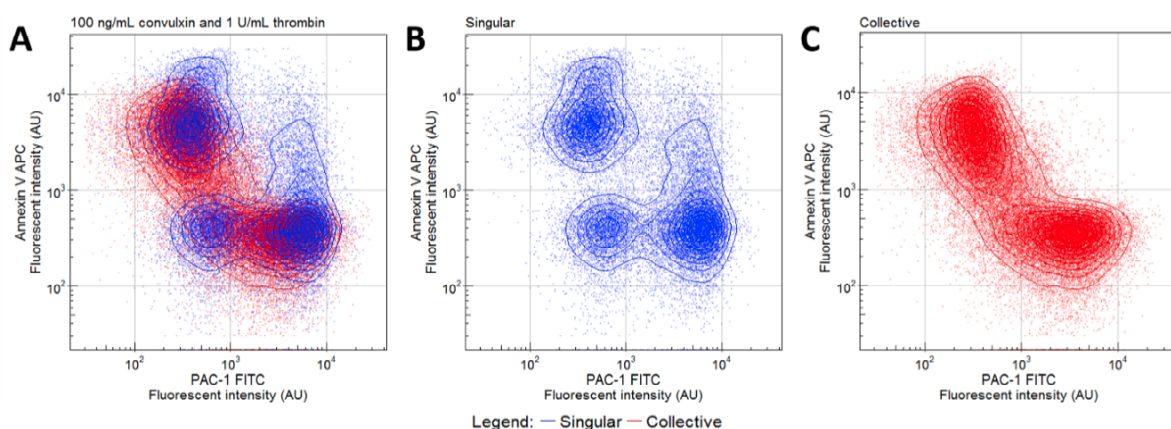 A
100 ng/mL convulxin and 1 U/mL thrombin
Annexin V APC
Fluorescent intensity (AU)
10^4
10^3
10^2
10^2
10^3
10^4
PAC-1 FITC
Fluorescent intensity (AU)
B
Singular
Annexin V APC
Fluorescent intensity (AU)
10^4
10^3
10^2
10^2
10^3
10^4
PAC-1 FITC
Fluorescent intensity (AU)
C
Collective
Annexin V APC
Fluorescent intensity (AU)
10^4
10^3
10^2
10^2
10^3
10^4
PAC-1 FITC
Fluorescent intensity (AU)
Legend: Singular Collective